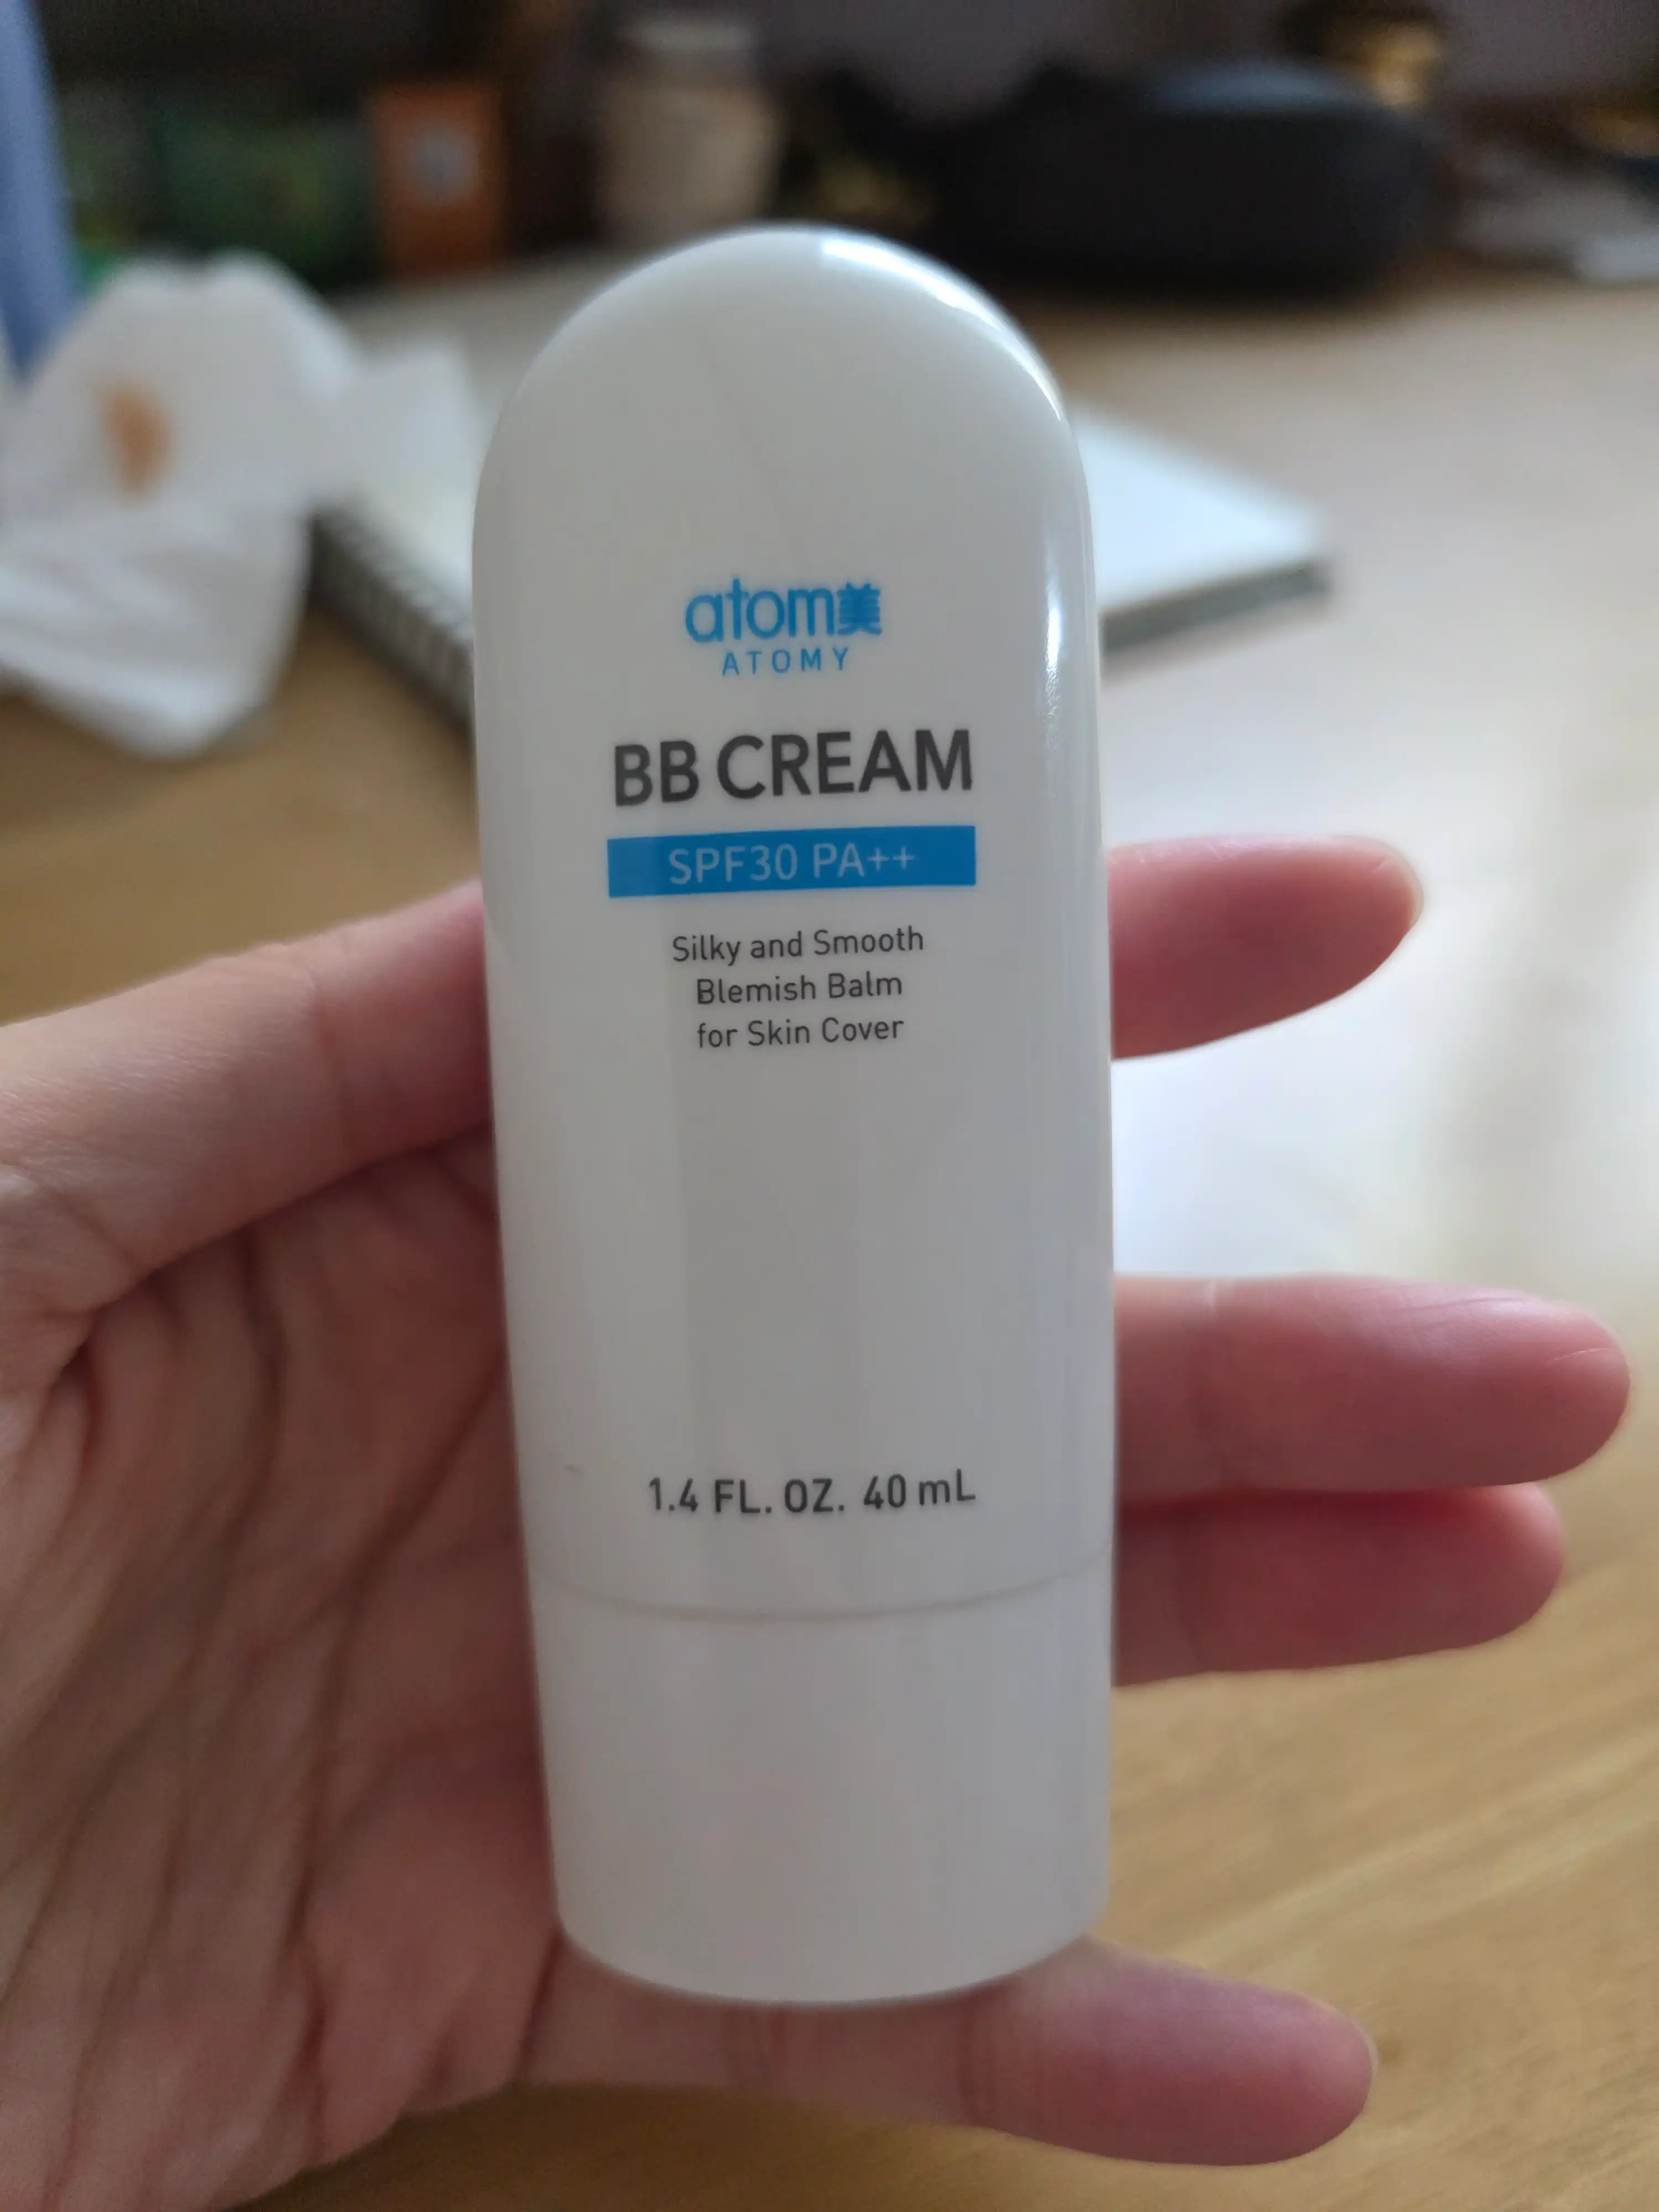 atom美
ATOMY
BB CREAM
SPF30 PA++
Silky and Smooth
Blemish Balm
for Skin Cover
1.4 FL. OZ. 40 mL